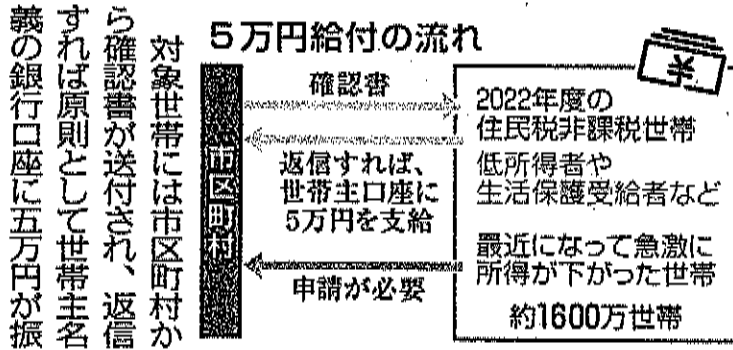 5万円給付の流れ
市区町村
確認書
返信すれば、
世帯主口座に
5万円を支給
申請が必要
¥
2022年度の
住民税非課税世帯
低所得者や
生活保護受給者など
最近になって急激に
所得が下がった世帯
約1600万世帯
対象世帯には市区町村か
ら確認書が送付され、返信
すれば原則として世帯主名
義の銀行口座に五万円が振